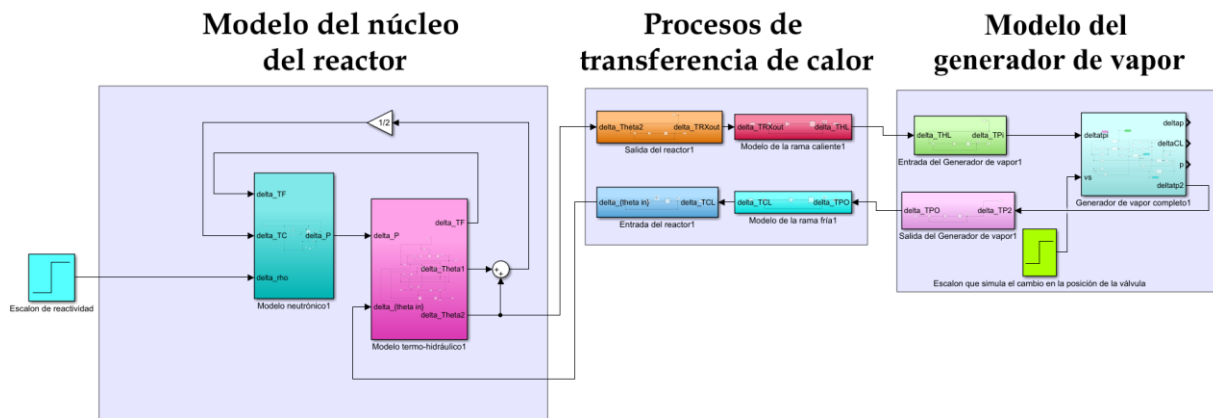 Modelo del núcleo
del reactor
Procesos de
transferencia de calor
Modelo del
generador de vapor
1/2
delta_TF
delta_TC
delta_rho
delta_P
Modelo neutrónico1
Escalon de reactividad
delta_P
delta_{theta in}
delta_TF
delta_Theta1
delta_Theta2
Modelo termo-hidráulico1
delta_Theta2
delta_TRXout
Salida del reactor1
delta_TRXout
delta_THL
Modelo de la rama caliente1
delta_{theta in}
delta_TCL
Entrada del reactor1
delta_TCL
delta_TPO
Modelo de la rama fría1
delta_THL
delta_TPi
Entrada del Generador de vapor1
deltatpi
vs
deltap
deltaCL
p
deltatp2
Generador de vapor completo1
delta_TPO
delta_TP2
Salida del Generador de vapor1
Escalon que simula el cambio en la posición de la válvula